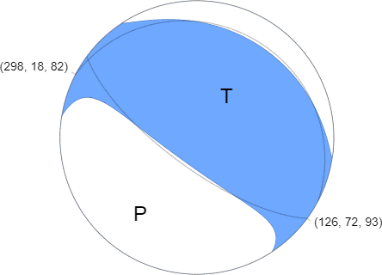 (298, 18, 82)
T
P
(126, 72, 93)